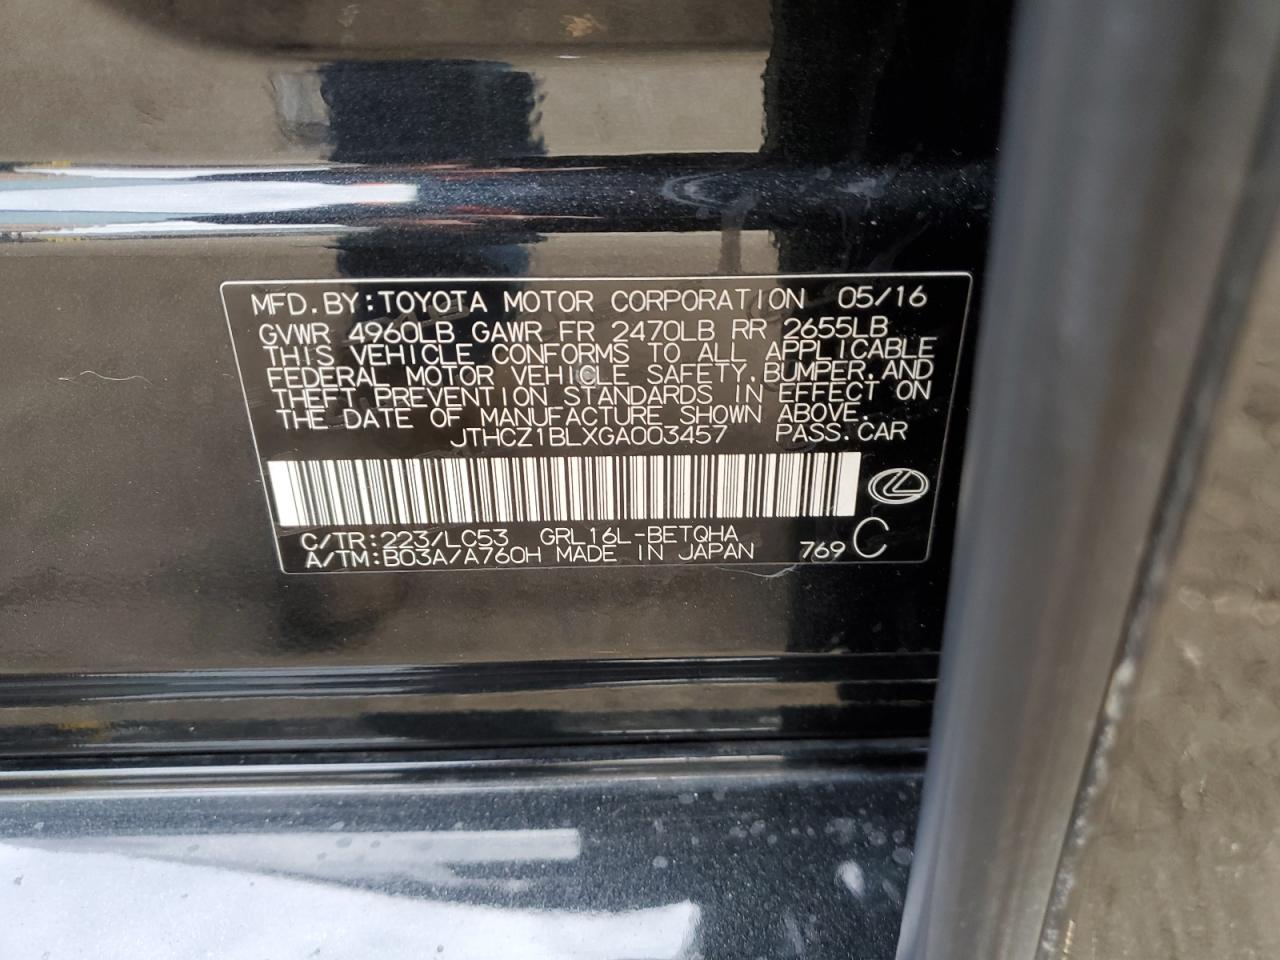 MFD.BY:TOYOTA MOTOR CORPORATION 05/16
GVWR 4960LB GAWR FR 2470LB RR 2655LB
THIS VEHICLE CONFORMS TO ALL APPLICABLE
FEDERAL MOTOR VEHICLE SAFETY,BUMPER,AND
THEFT PREVENTION STANDARDS IN EFFECT ON
THE DATE OF MANUFACTURE SHOWN ABOVE.
JTHCZ1BLXGA003457 PASS.CAR
C/TR:223/LC53 GRL16L-BETQHA
A/TM:B03A/A760H MADE IN JAPAN 769 C